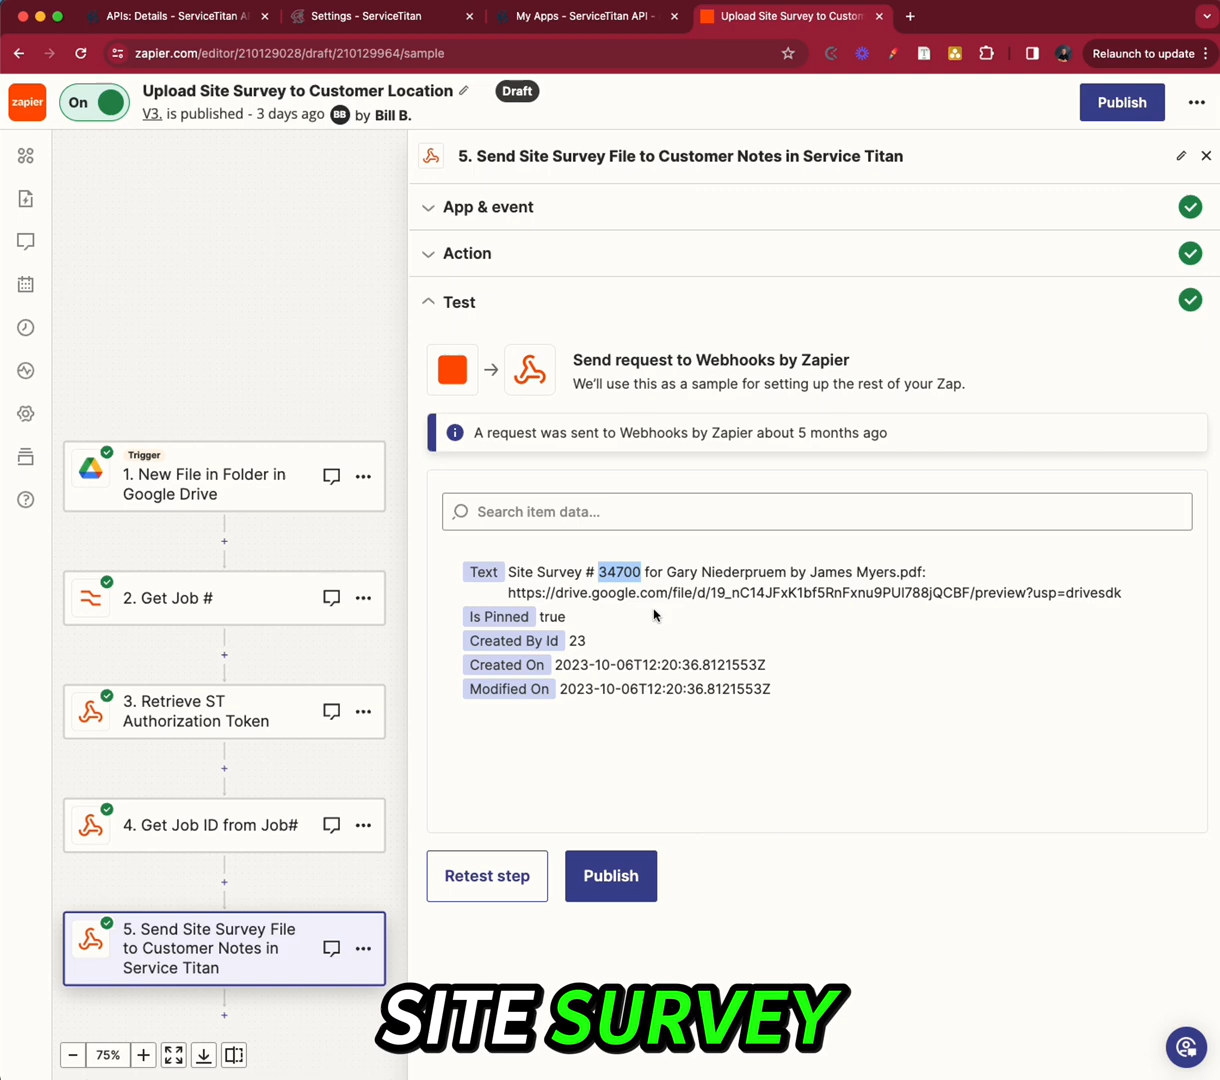 APIs: Details - ServiceTitan A
Settings - ServiceTitan
My Apps - ServiceTitan API -
Upload Site Survey to Custom
zapier.com/editor/210129028/draft/210129964/sample
Relaunch to update
zapier
On
Upload Site Survey to Customer Location
Draft
V3. is published - 3 days ago BB by Bill B.
Publish
5. Send Site Survey File to Customer Notes in Service Titan
App & event
Action
Test
Send request to Webhooks by Zapier
We'll use this as a sample for setting up the rest of your Zap.
A request was sent to Webhooks by Zapier about 5 months ago
Search item data...
Text Site Survey # 34700 for Gary Niederpruem by James Myers.pdf:
https://drive.google.com/file/d/19_nC14JFxK1bf5RnFxnu9PUl788jQCBF/preview?usp=drivesdk
Is Pinned true
Created By Id 23
Created On 2023-10-06T12:20:36.8121553Z
Modified On 2023-10-06T12:20:36.8121553Z
Retest step
Publish
Trigger
1. New File in Folder in
Google Drive
2. Get Job #
3. Retrieve ST
Authorization Token
4. Get Job ID from Job#
5. Send Site Survey File
to Customer Notes in
Service Titan
75%
SITE SURVEY